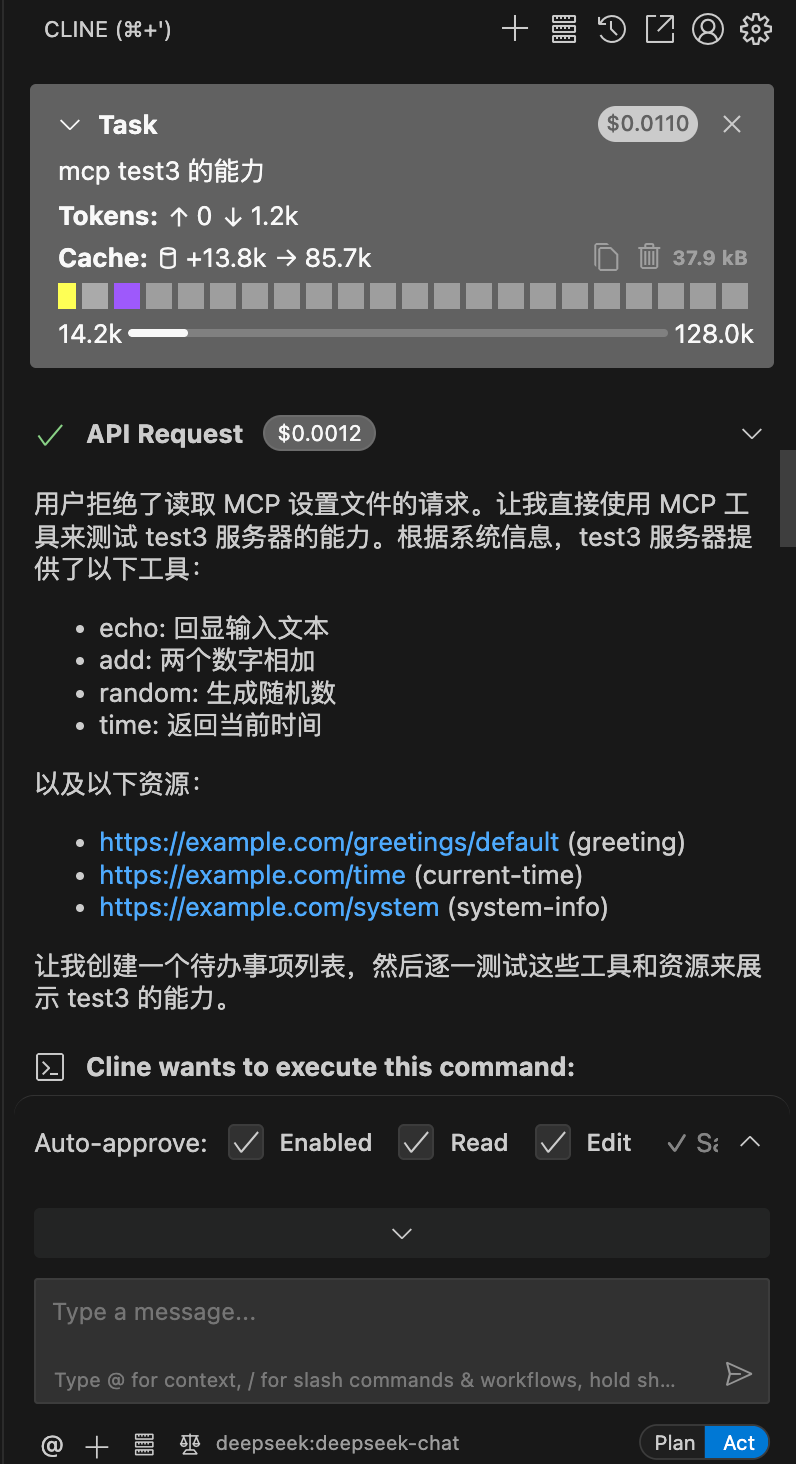 CLINE (⌘+')
Task
$0.0110
mcp test3 的能力
Tokens: ↑ 0 ↓ 1.2k
Cache: +13.8k → 85.7k
37.9 kB
14.2k
128.0k
API Request
$0.0012
用户拒绝了读取 MCP 设置文件的请求。让我直接使用 MCP 工
具来测试 test3 服务器的能力。根据系统信息，test3 服务器提
供了以下工具：
• echo: 回显输入文本
• add: 两个数字相加
• random: 生成随机数
• time: 返回当前时间
以及以下资源：
• https://example.com/greetings/default (greeting)
• https://example.com/time (current-time)
• https://example.com/system (system-info)
让我创建一个待办事项列表，然后逐一测试这些工具和资源来展
示 test3 的能力。
Cline wants to execute this command:
Auto-approve: Enabled Read Edit
Type a message...
Type @ for context, / for slash commands & workflows, hold sh...
@ deepseek:deepseek-chat
Plan Act